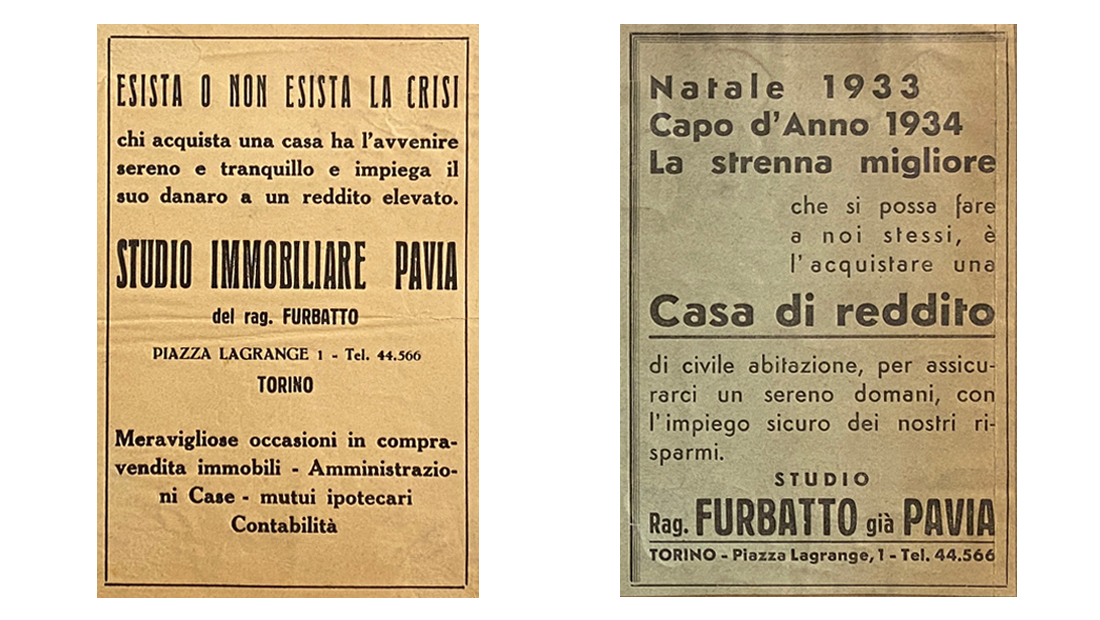 ESISTA O NON ESISTA LA CRISI
chi acquista una casa ha l'avvenire
sereno e tranquillo e impiega il
suo danaro a un reddito elevato.
STUDIO IMMOBILIARE PAVIA
del rag. FURBATTO
PIAZZA LAGRANGE 1 - Tel. 44.566
TORINO
Meravigliose occasioni in compra-
vendita immobili - Amministrazio-
ni Case - mutui ipotecari
Contabilità
Natale 1933
Capo d'Anno 1934
La strenna migliore
che si possa fare
a noi stessi, è
l'acquistare una
Casa di reddito
di civile abitazione, per assicu-
rarci un sereno domani, con
l'impiego sicuro dei nostri ri-
sparmi.
STUDIO
Rag. FURBATTO già PAVIA
TORINO - Piazza Lagrange, 1 - Tel. 44.566